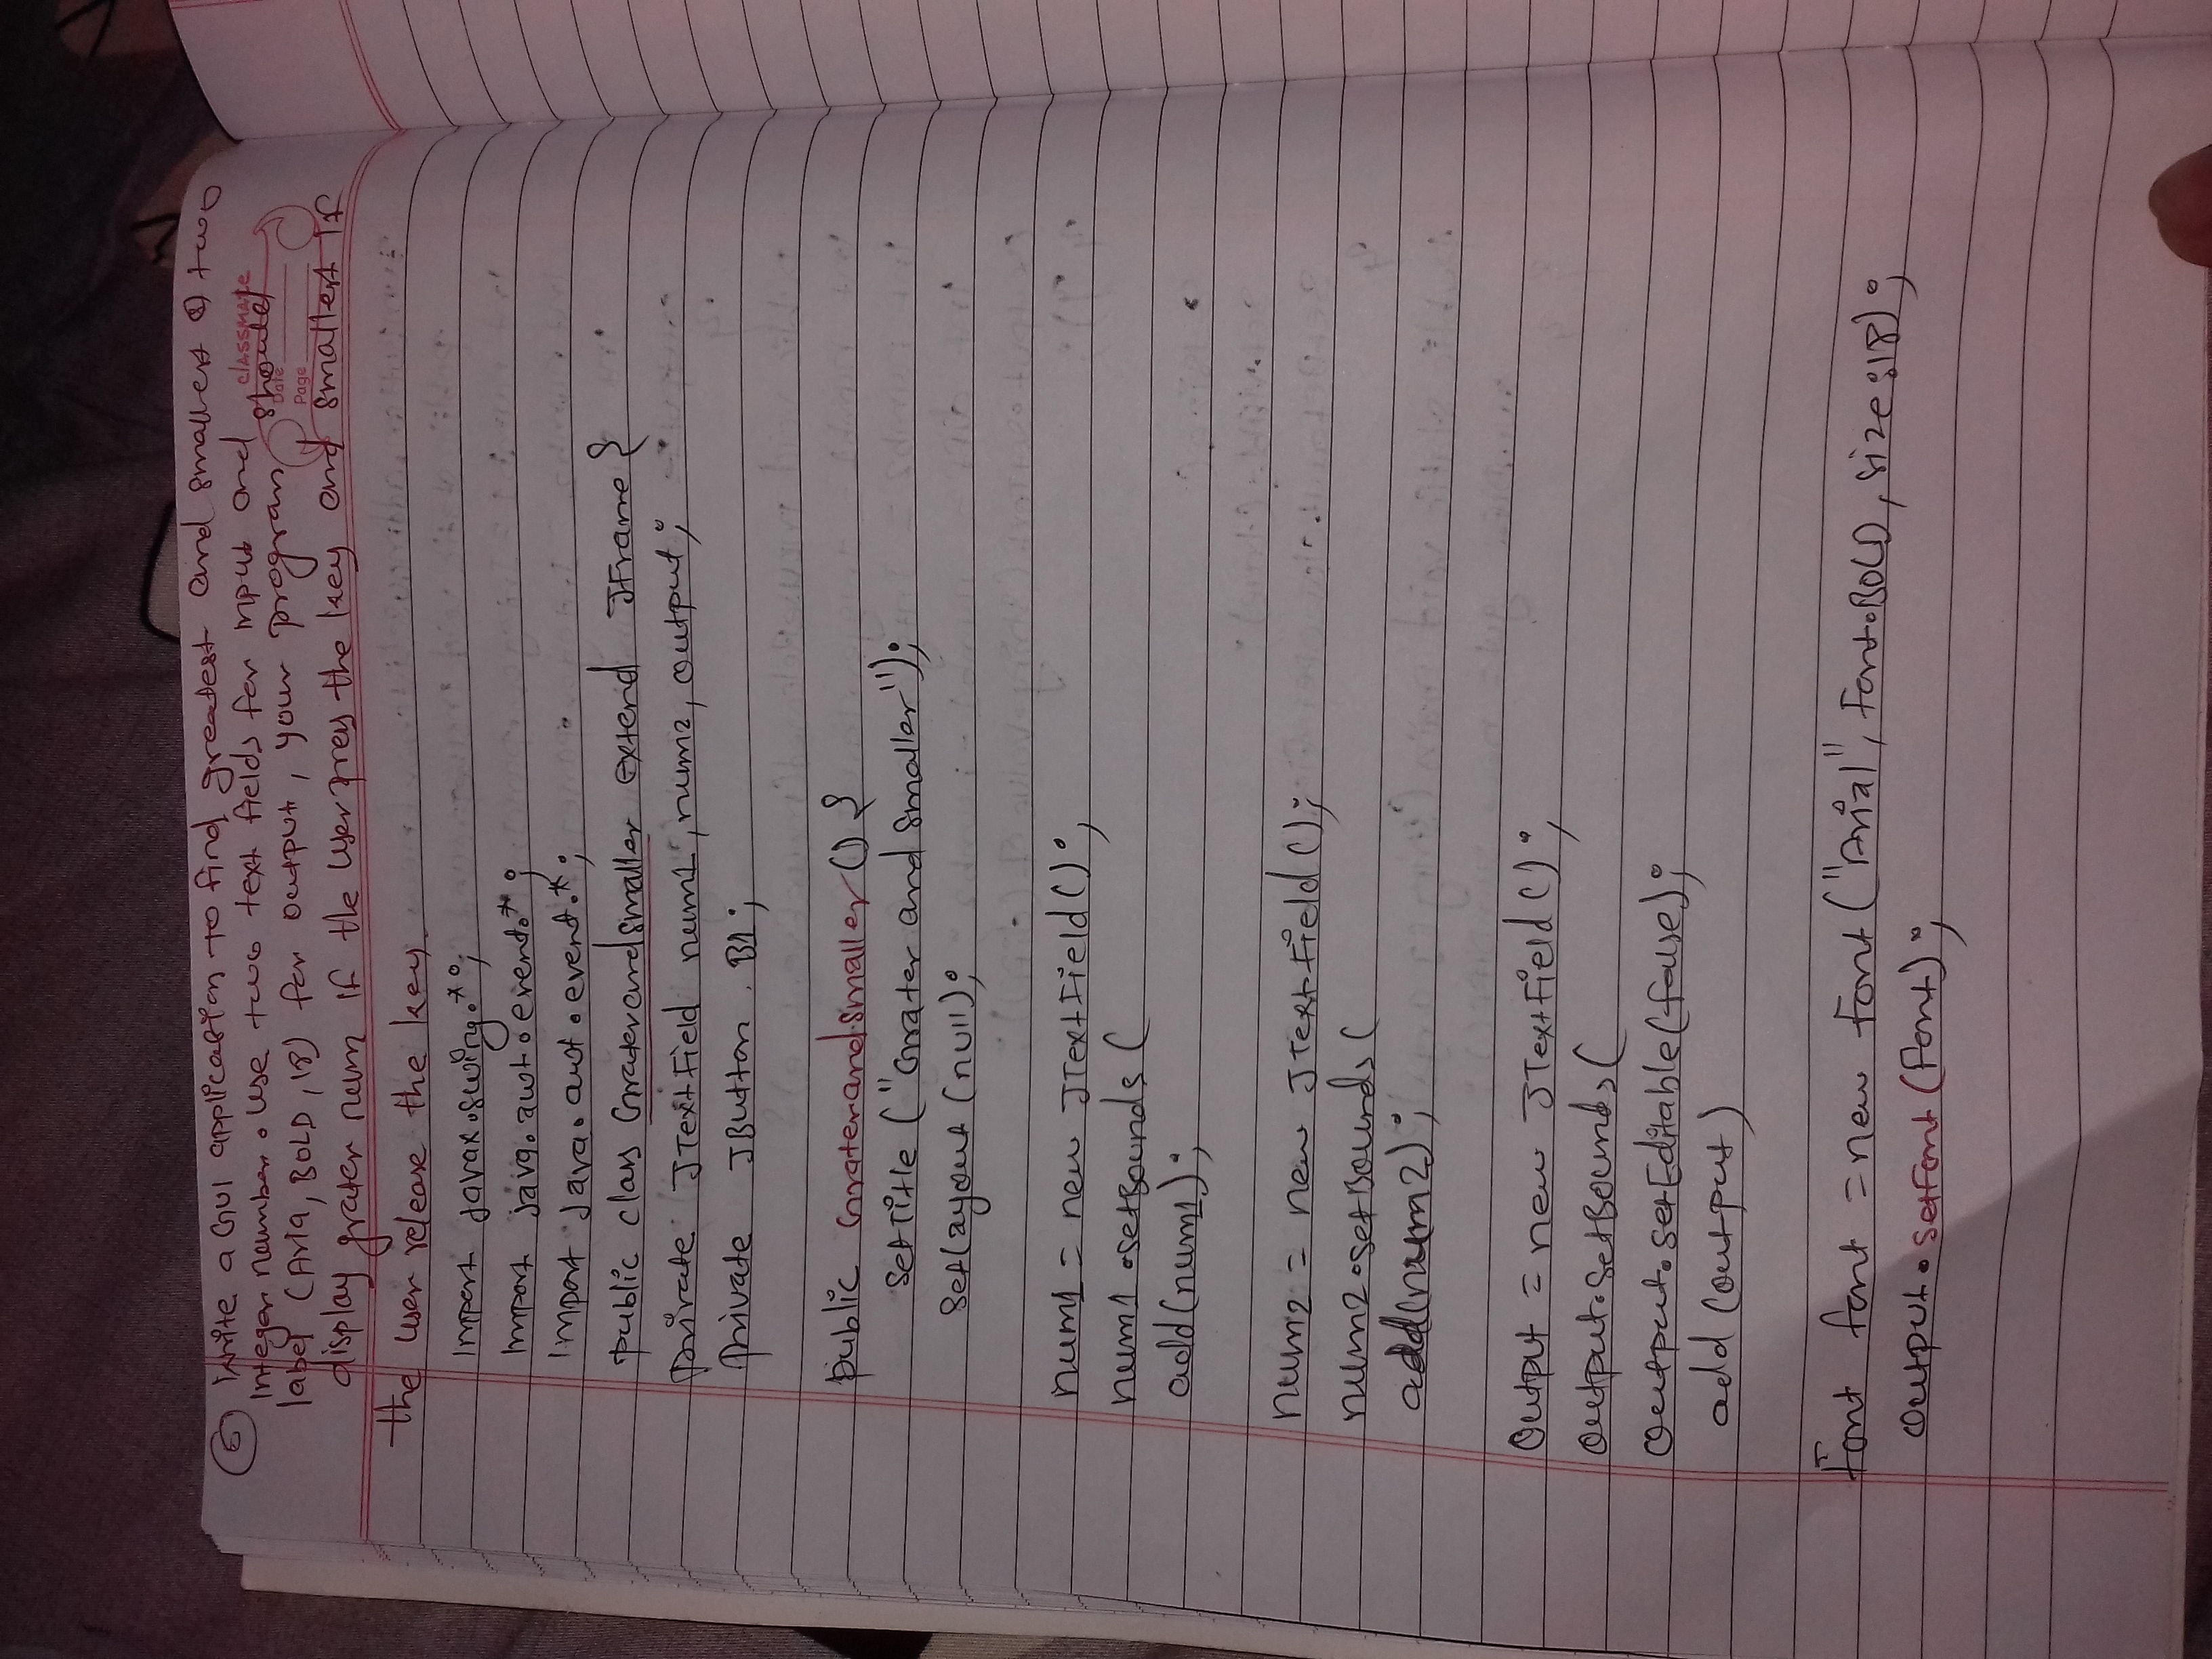 6 Write a GUI application to find greatest and smallest of two
Integer number. Use two text fields for input and
classmate
label (Aria, BOLD, 18) for output, your program should
Date
Page
display grater num if the user press the key and smallest if
the user release the key.
Import javax.swing.*;
Import java.awt.event.*;
Import java.awt.event.*;
public class Graterandsmaller extend JFrame {
private JTextField num1, num2, output;
private JButton B1;
public GraterandSmaller () {
SetTitle ("Grater and Smaller");
Setlayout (null);
num1 = new JTextField();
num1.setBounds (
add(num1);
num2 = new JTextField();
num2.setBounds (
add(num2);
Output = new JTextField();
Output.SetBounds (
Output.SetEditable(false);
add (output)
Font font = new Font ("Arial", Font.BOLD, size:18);
Output.SetFont (font);